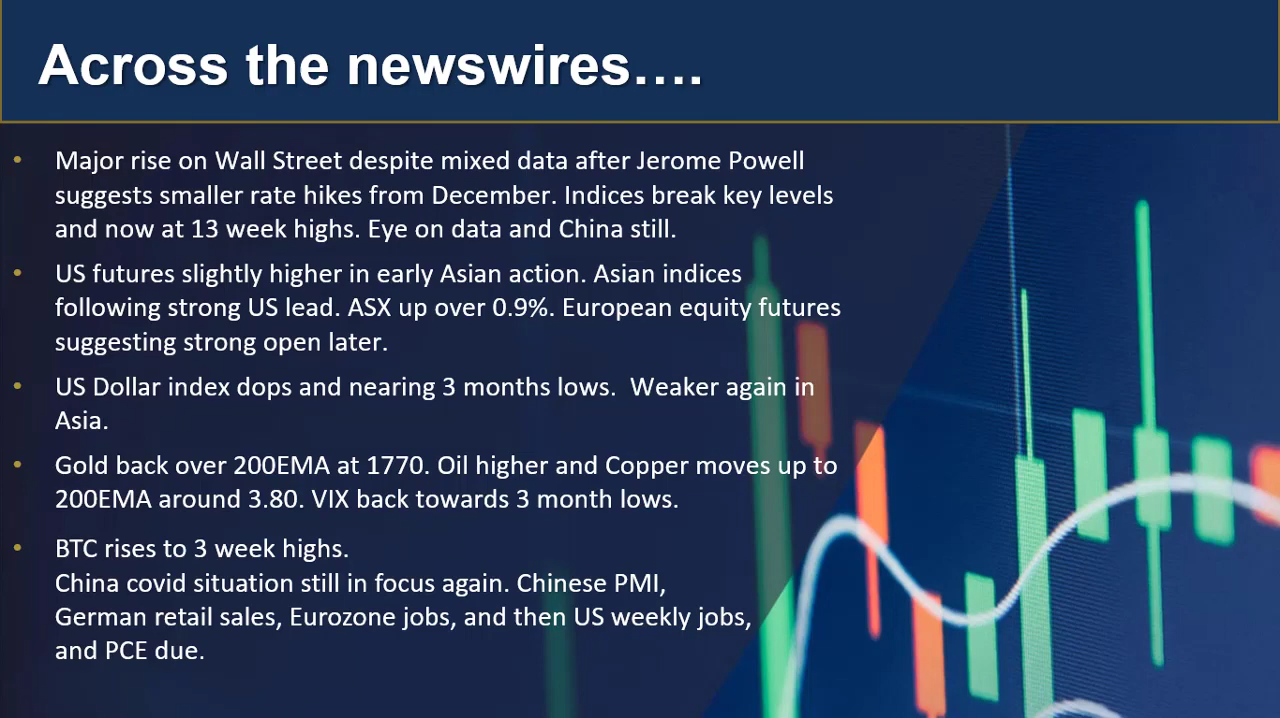 Across the newswires….
• Major rise on Wall Street despite mixed data after Jerome Powell
suggests smaller rate hikes from December. Indices break key levels
and now at 13 week highs. Eye on data and China still.
• US futures slightly higher in early Asian action. Asian indices
following strong US lead. ASX up over 0.9%. European equity futures
suggesting strong open later.
• US Dollar index dops and nearing 3 months lows.  Weaker again in
Asia.
• Gold back over 200EMA at 1770. Oil higher and Copper moves up to
200EMA around 3.80. VIX back towards 3 month lows.
• BTC rises to 3 week highs.
China covid situation still in focus again. Chinese PMI,
German retail sales, Eurozone jobs, and then US weekly jobs,
and PCE due.